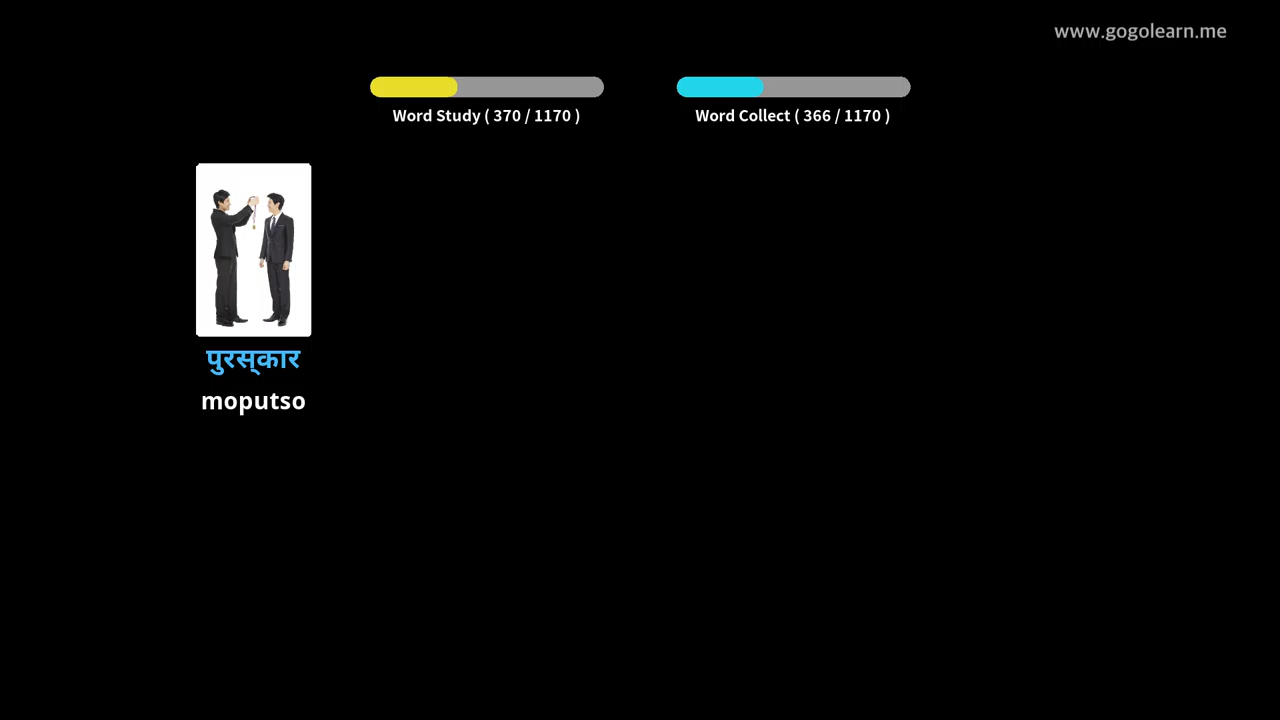 www.gogolearn.me
Word Study ( 370 / 1170 )
Word Collect ( 366 / 1170 )
पुरस्कार
moputso